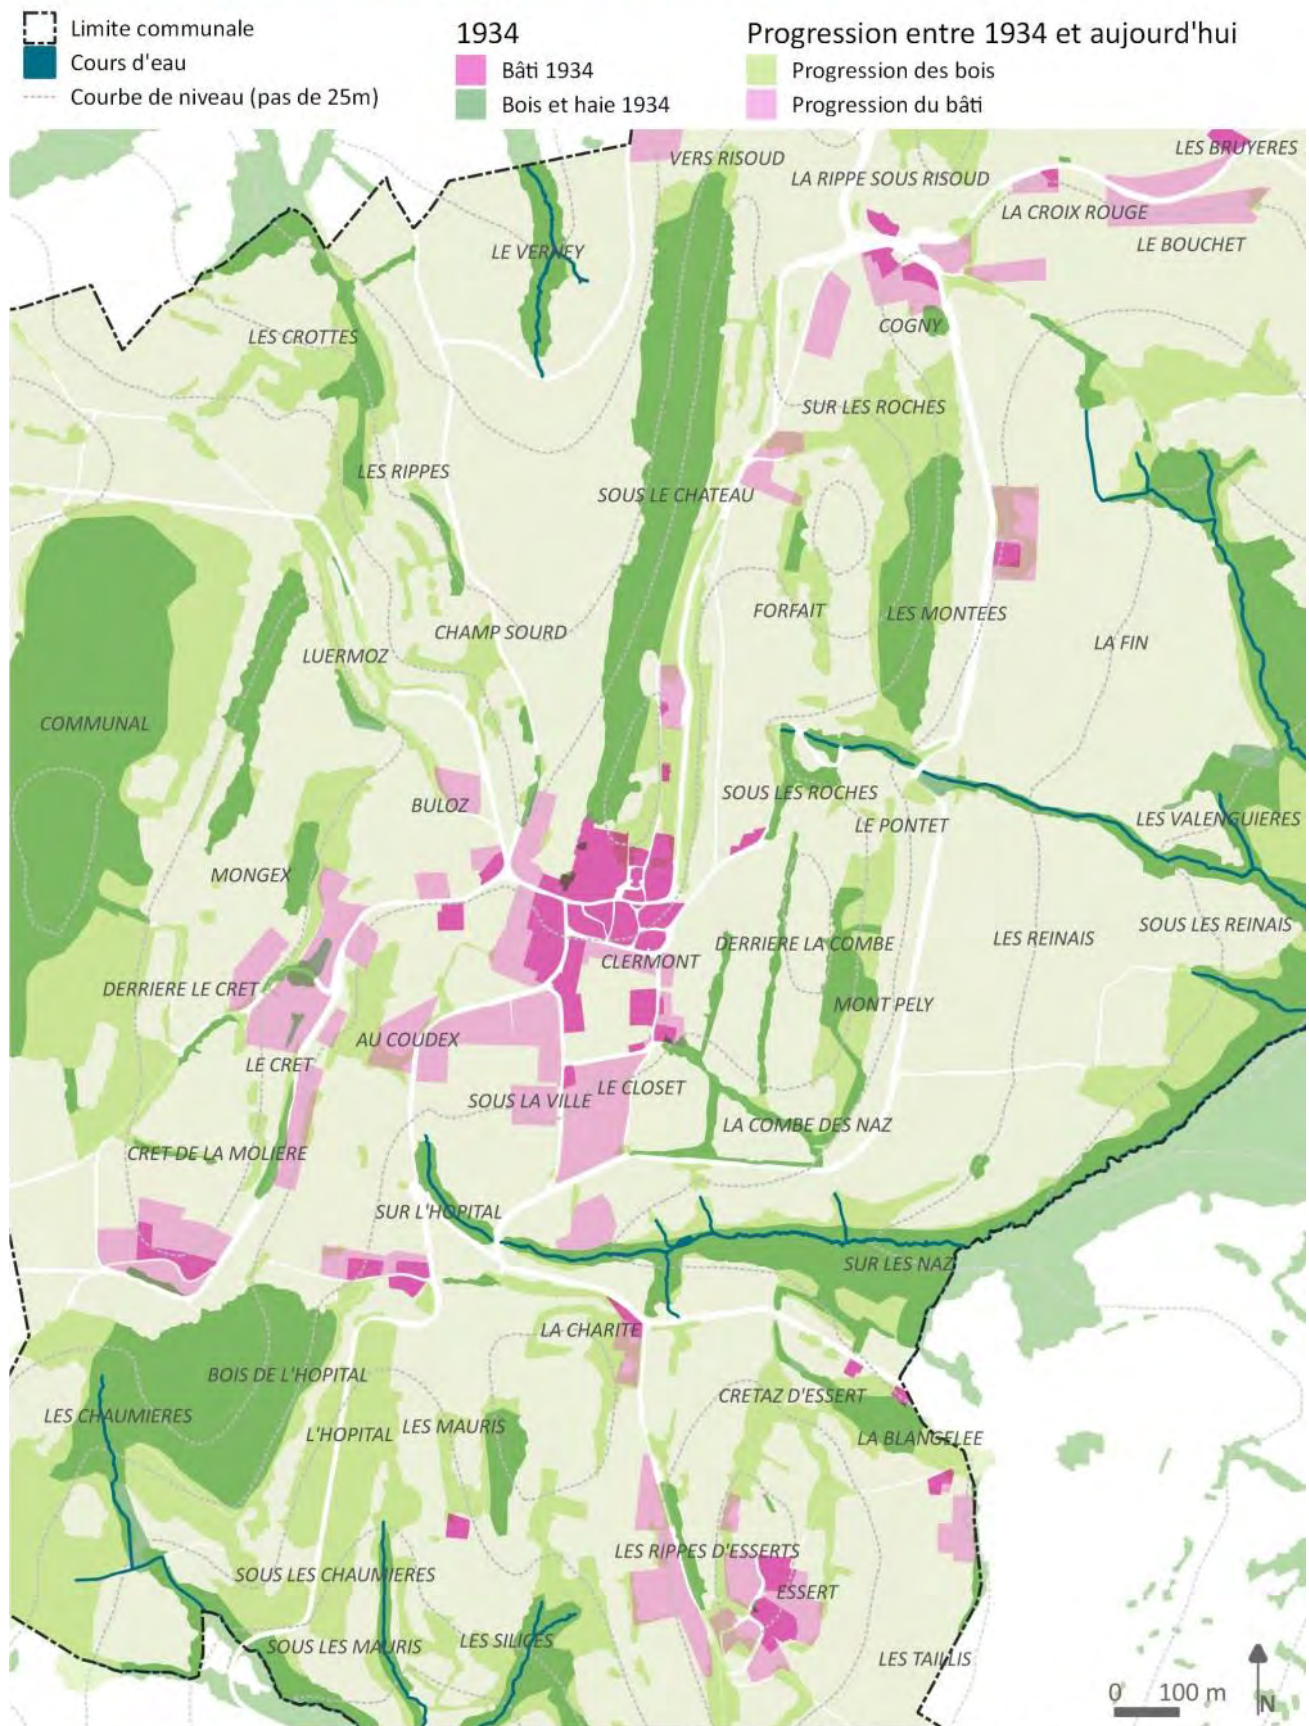 Limite communale
Cours d'eau
Courbe de niveau (pas de 25m)
1934
Bâti 1934
Bois et haie 1934
Progression entre 1934 et aujourd'hui
Progression des bois
Progression du bâti
LES BRUYERES
VERS RISOUD
LA RIPPE SOUS RISOUD
LA CROIX ROUGE
LE BOUCHET
LE VERNEY
COGNY
LES CROTTES
SUR LES ROCHES
LES RIPPES
SOUS LE CHATEAU
FORFAIT
LES MONTEES
CHAMP SOURD
LA FIN
LUERMOZ
COMMUNAL
SOUS LES ROCHES
BULOZ
LE PONTET
LES VALENGUIERES
MONGEX
SOUS LES REINAIS
LES REINAIS
DERRIERE LA COMBE
CLERMONT
DERRIERE LE CRET
MONT PELY
AU COUDEX
LE CRET
LE CLOSET
SOUS LA VILLE
LA COMBE DES NAZ
CRET DE LA MOLIERE
SUR L'HOPITAL
SUR LES NAZ
LA CHARITE
BOIS DE L'HOPITAL
CRETAZ D'ESSERT
LES CHAUMIERES
LES MAURIS
L'HOPITAL
LA BLANGELEE
LES RIPPES D'ESSERTS
SOUS LES CHAUMIERES
ESSERT
SOUS LES MAURIS
LES SILICES
LES TAILLIS
0 100 m
N